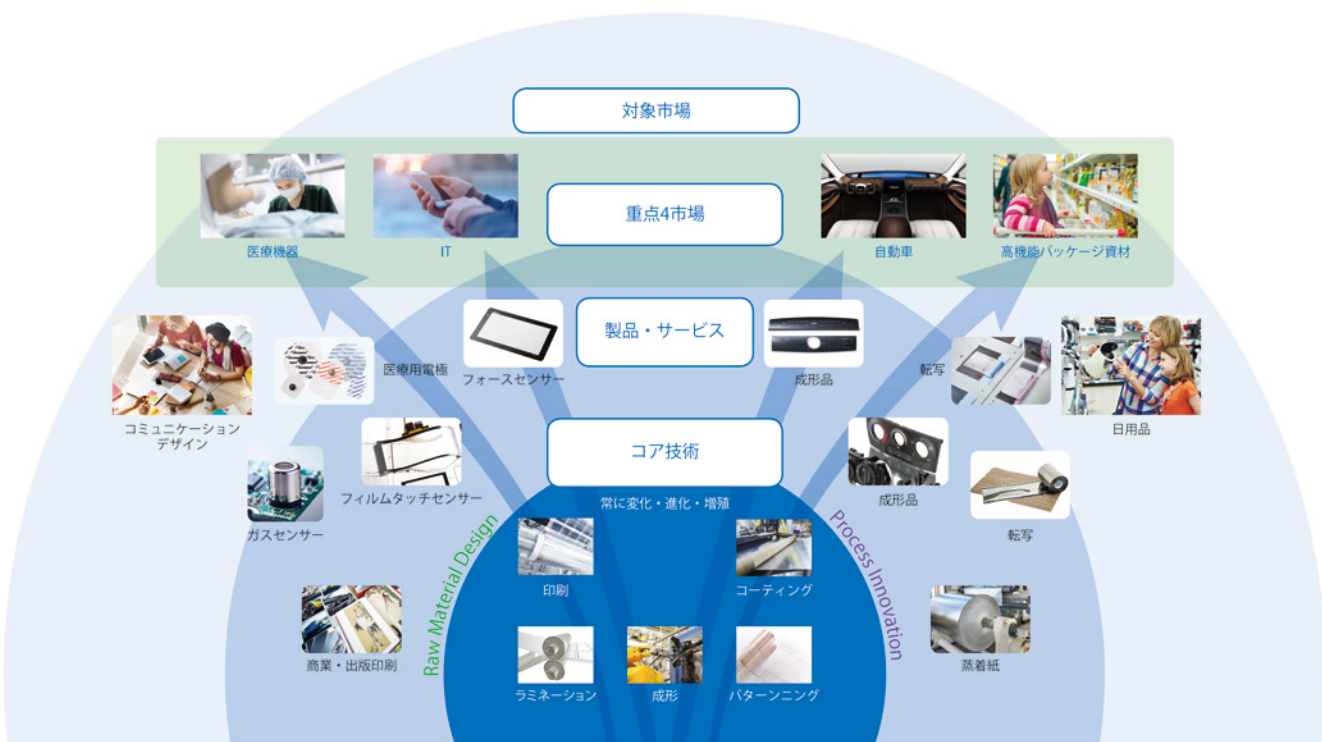 対象市場
重点4市場
医療機器
IT
自動車
高機能パッケージ資材
製品・サービス
医療用電極
フォースセンサー
成形品
転写
コミュニケーション
デザイン
日用品
コア技術
常に変化・進化・増殖
フィルムタッチセンサー
成形品
ガスセンサー
転写
Raw Material Design
Process Innovation
印刷
コーティング
商業・出版印刷
ラミネーション
成形
パターンニング
蒸着紙